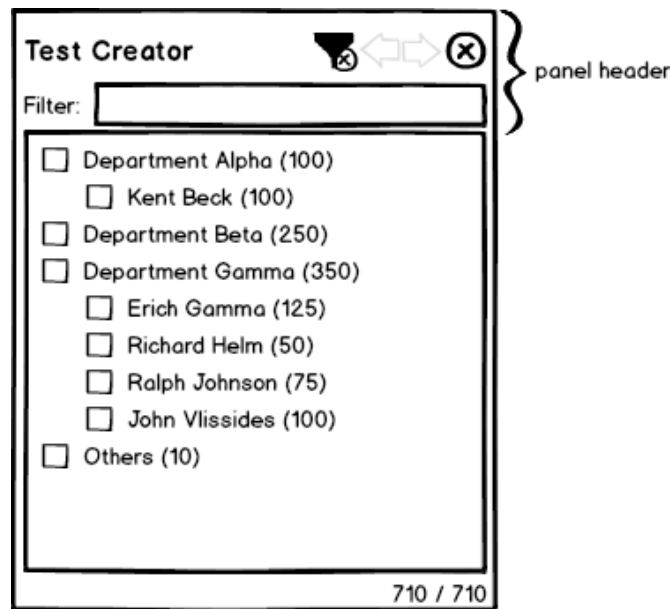 Test Creator
panel header
Filter:
Department Alpha (100)
Kent Beck (100)
Department Beta (250)
Department Gamma (350)
Erich Gamma (125)
Richard Helm (50)
Ralph Johnson (75)
John Vlissides (100)
Others (10)
710 / 710